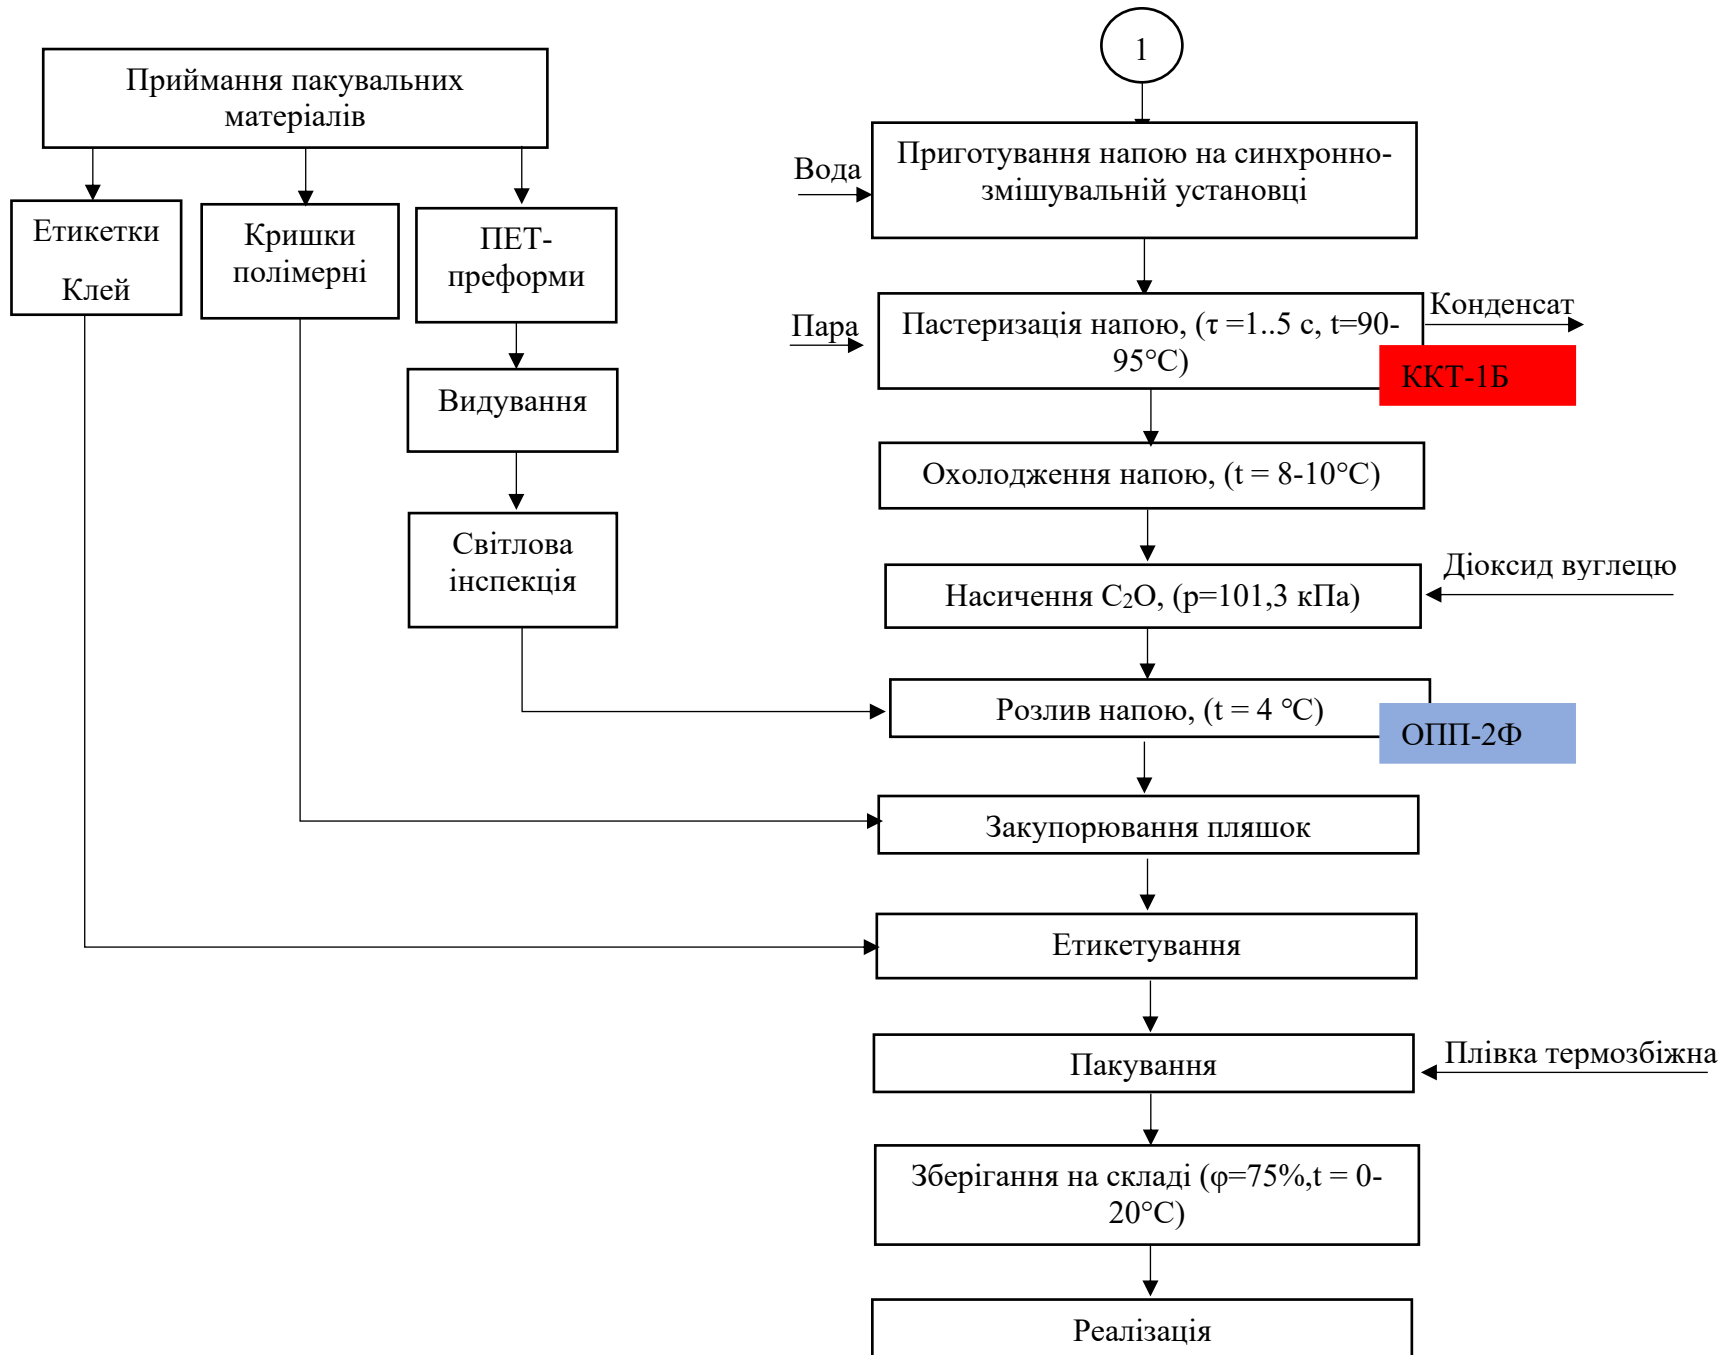 1
Приймання пакувальних
матеріалів
Етикетки
Клей
Кришки
полімерні
ПЕТ-
преформи
Видування
Світлова
інспекція
Вода
Приготування напою на синхронно-
змішувальній установці
Пара
Пастеризація напою, (τ =1..5 с, t=90-
95°С)
Конденсат
ККТ-1Б
Охолодження напою, (t = 8-10°С)
Насичення С₂О, (р=101,3 кПа)
Діоксид вуглецю
Розлив напою, (t = 4 °С)
ОПП-2Ф
Закупорювання пляшок
Етикетування
Пакування
Плівка термозбіжна
Зберігання на складі (φ=75%,t = 0-
20°С)
Реалізація